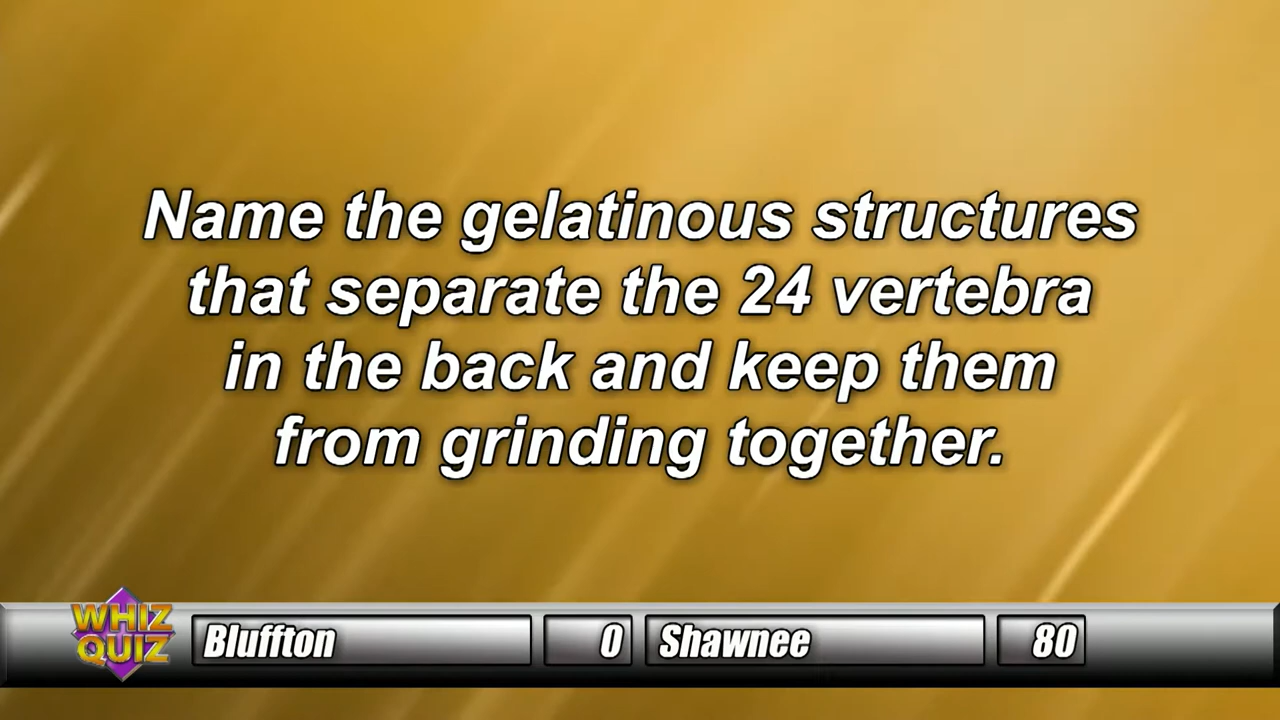 Name the gelatinous structures
that separate the 24 vertebra
in the back and keep them
from grinding together.
WHIZ
QUIZ
Bluffton 0 Shawnee 80